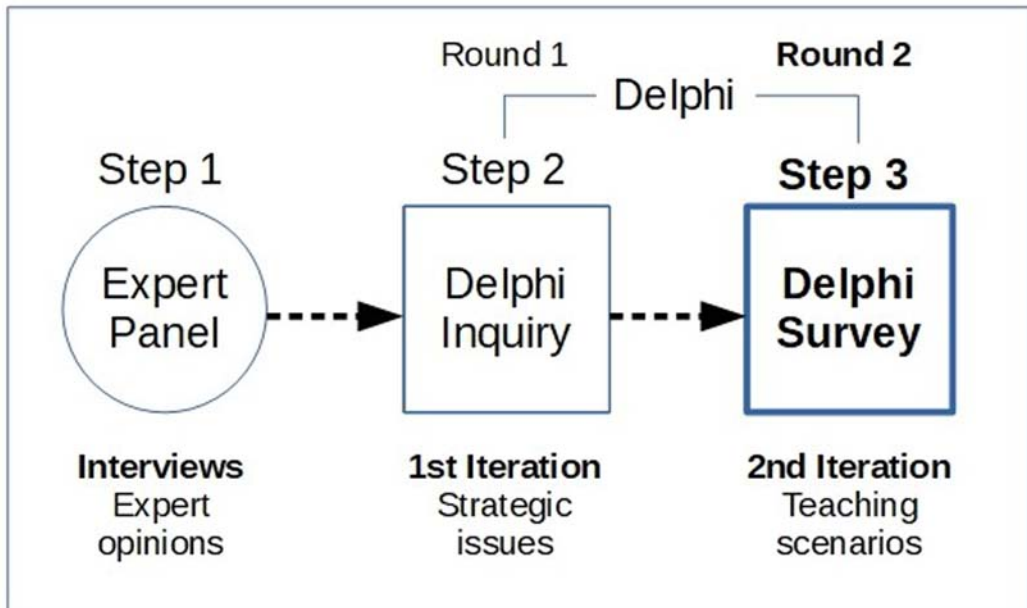 Round 1
Round 2
Delphi
Step 1
Step 2
Step 3
Expert
Panel
Delphi
Inquiry
Delphi
Survey
Interviews
Expert
opinions
1st Iteration
Strategic
issues
2nd Iteration
Teaching
scenarios